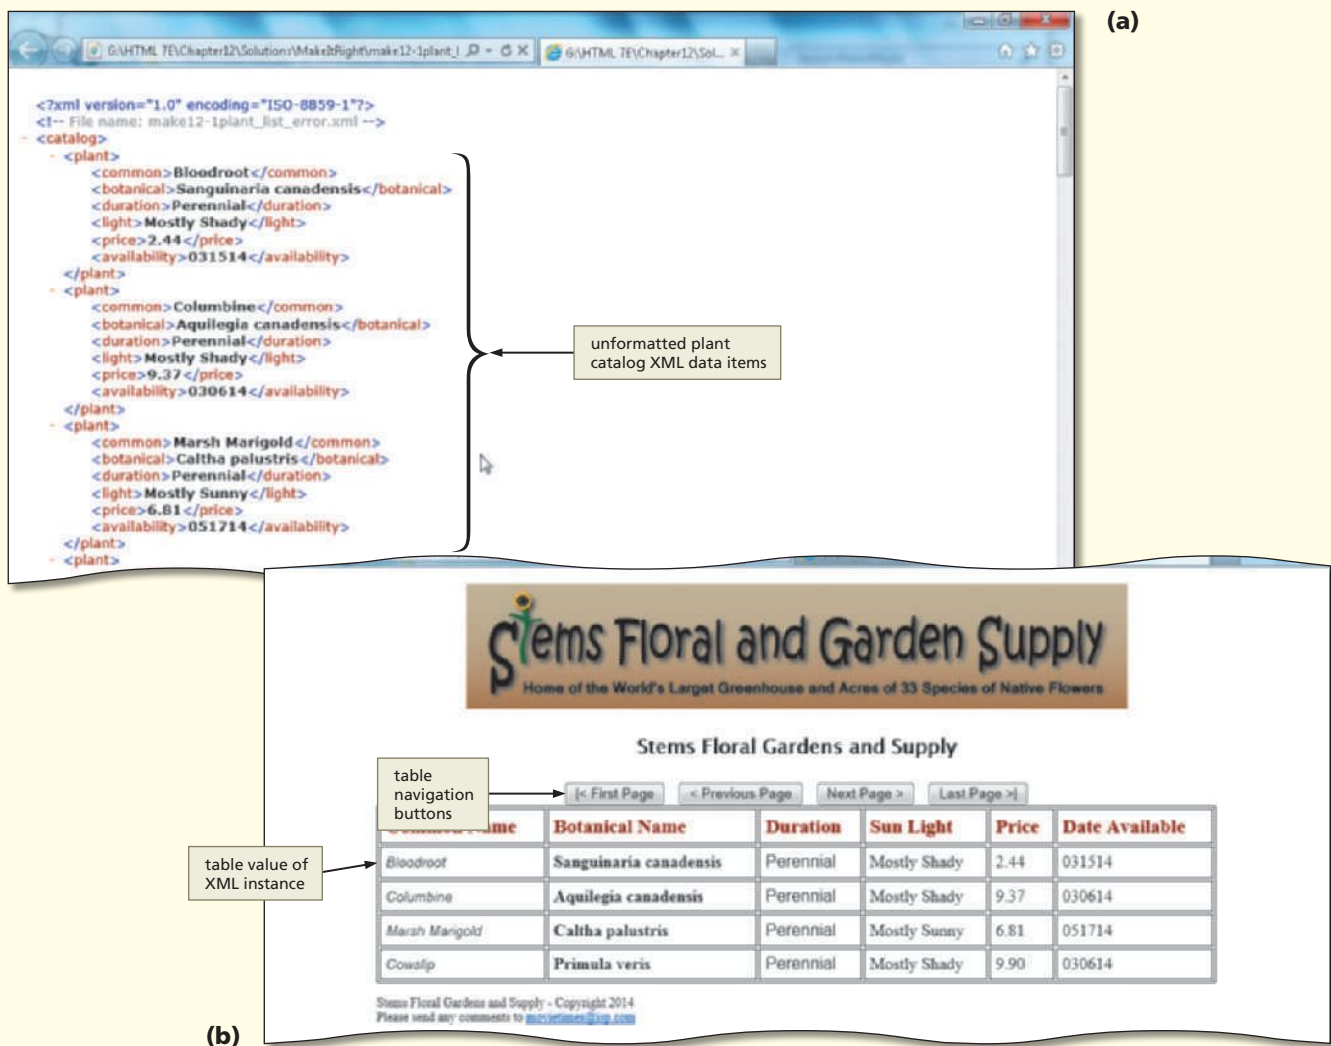 (a)
G:\HTML 7E\Chapter12\Solutions\MakeItRight\make12-1plant_l
G:\HTML 7E\Chapter12\Sol...
<?xml version="1.0" encoding="ISO-8859-1"?>
<!-- File name: make12-1plant_list_error.xml -->
- <catalog>
- <plant>
<common>Bloodroot</common>
<botanical>Sanguinaria canadensis</botanical>
<duration>Perennial</duration>
<light>Mostly Shady</light>
<price>2.44</price>
<availability>031514</availability>
</plant>
- <plant>
<common>Columbine</common>
<botanical>Aquilegia canadensis</botanical>
<duration>Perennial</duration>
<light>Mostly Shady</light>
<price>9.37</price>
<availability>030614</availability>
</plant>
- <plant>
<common>Marsh Marigold</common>
<botanical>Caltha palustris</botanical>
<duration>Perennial</duration>
<light>Mostly Sunny</light>
<price>6.81</price>
<availability>051714</availability>
</plant>
- <plant>
unformatted plant
catalog XML data items
Stems Floral and Garden Supply
Home of the World's Larget Greenhouse and Acres of 33 Species of Native Flowers
Stems Floral Gardens and Supply
table
navigation
buttons
|< First Page < Previous Page Next Page > Last Page >|
Name Botanical Name Duration Sun Light Price Date Available
table value of
XML instance
Bloodroot Sanguinaria canadensis Perennial Mostly Shady 2.44 031514
Columbine Aquilegia canadensis Perennial Mostly Shady 9.37 030614
Marsh Marigold Caltha palustris Perennial Mostly Sunny 6.81 051714
Cowslip Primula veris Perennial Mostly Shady 9.90 030614
Stems Floral Gardens and Supply - Copyright 2014
Please send any comments to movietimes@isp.com
(b)